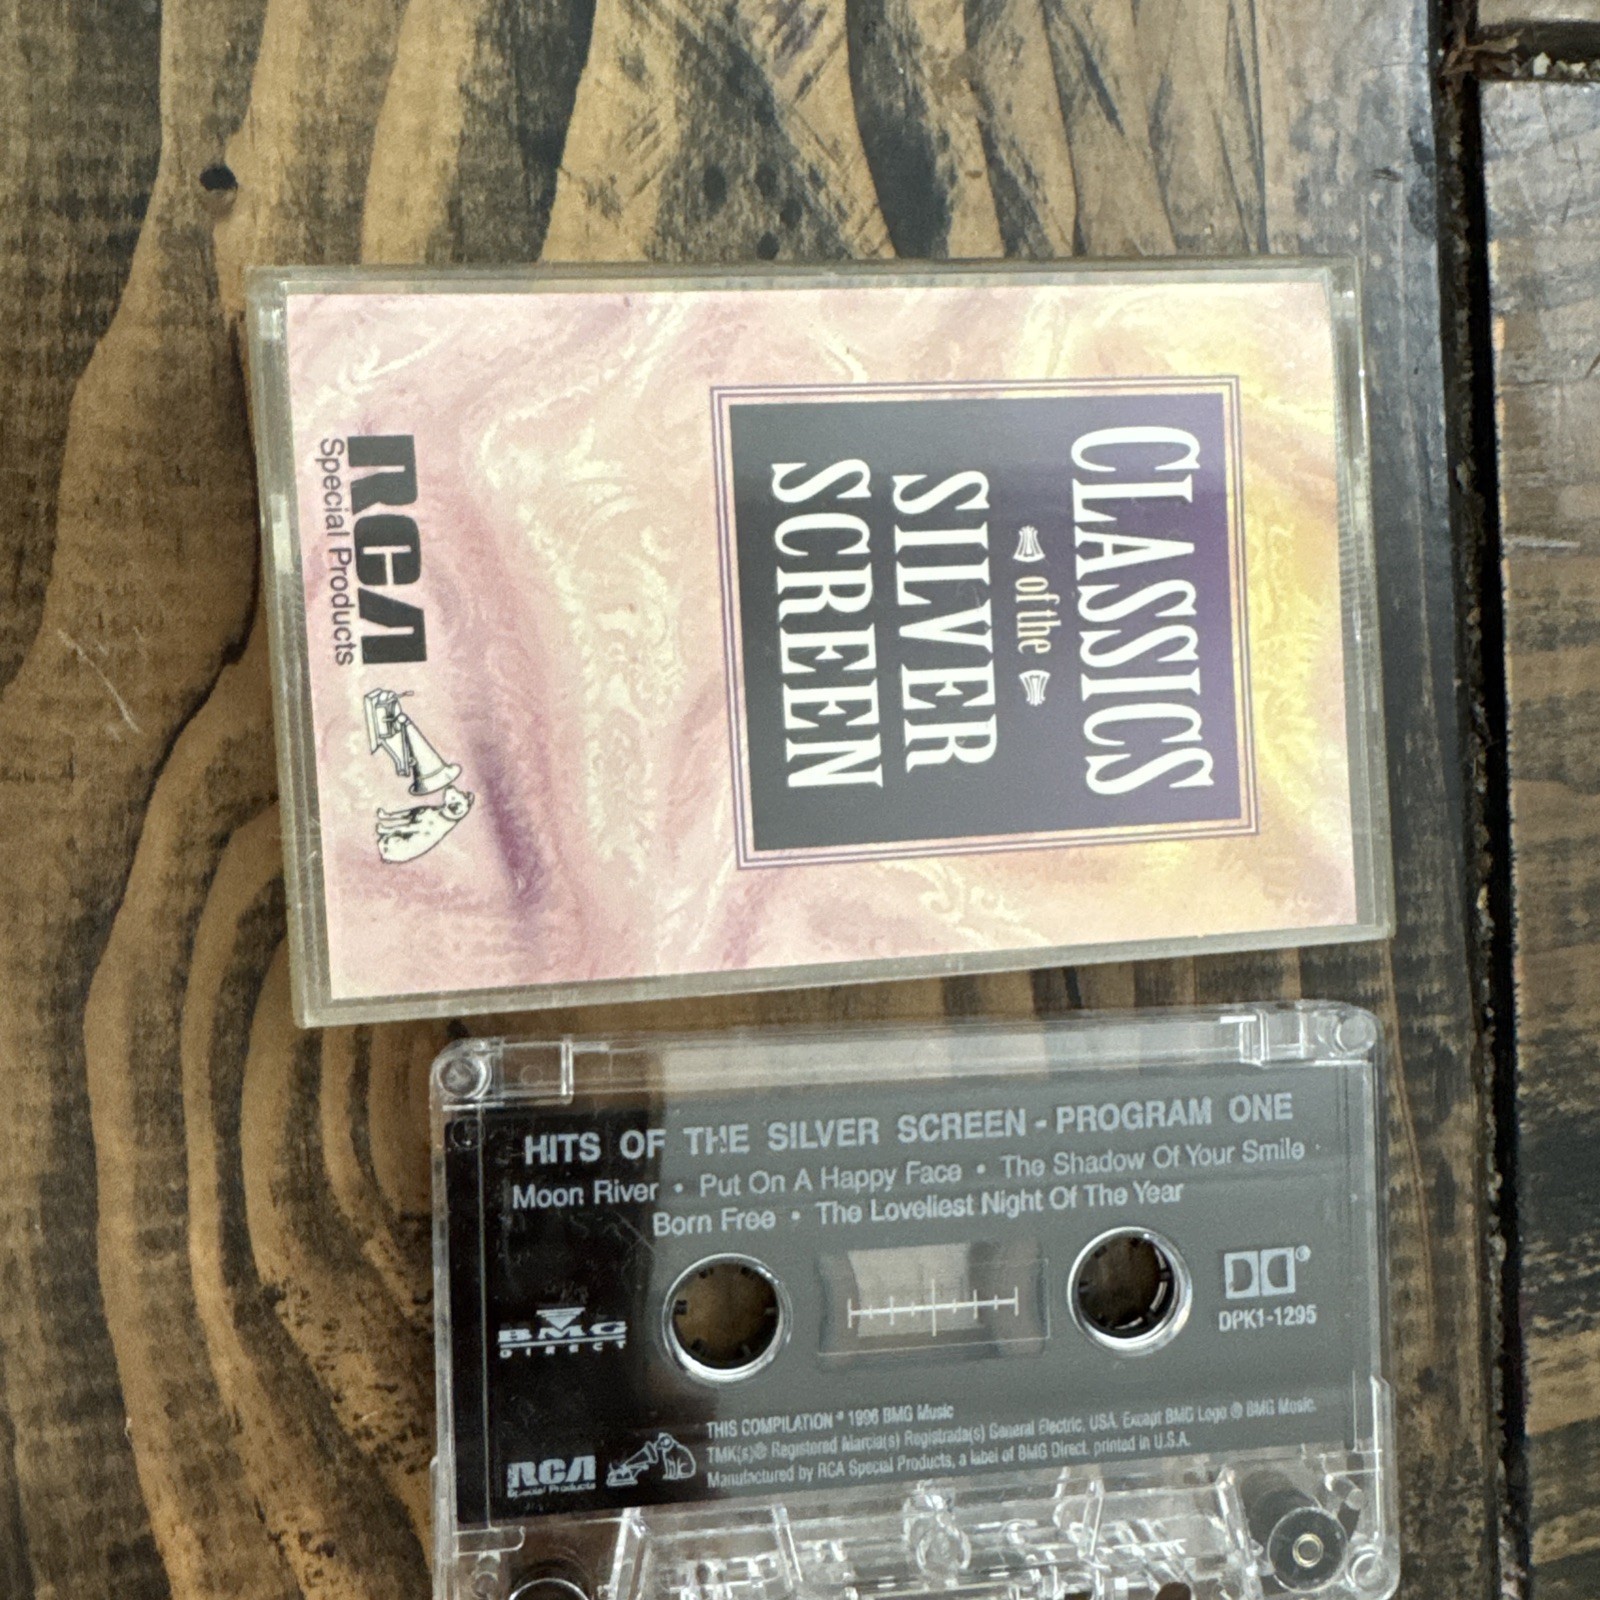 CLASSICS
of the
SILVER
SCREEN
RCA
Special Products
HITS OF THE SILVER SCREEN - PROGRAM ONE
Moon River • Put On A Happy Face • The Shadow Of Your Smile •
Born Free • The Loveliest Night Of The Year
BMG
DIRECT
DPK1-1295
THIS COMPILATION ℗ 1996 BMG Music
TMK(s)® Registered Marcia(s) Registrada(s) General Electric, USA. Except BMG Logo ® BMG Music.
Manufactured by RCA Special Products, a label of BMG Direct. printed in U.S.A.
RCA
Special Products